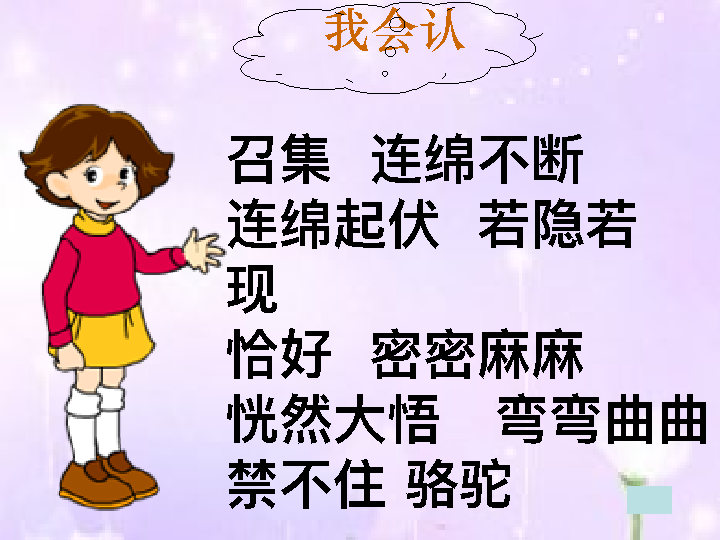 我会认
召集 连绵不断
连绵起伏 若隐若
现
恰好 密密麻麻
恍然大悟 弯弯曲曲
禁不住 骆驼